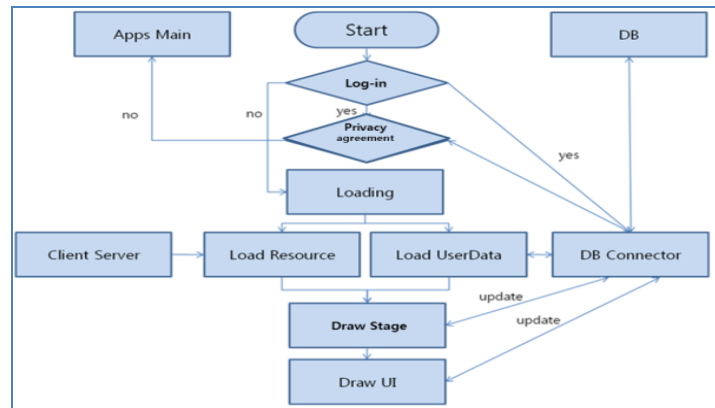 Apps Main
Start
DB
Log-in
no
no
yes
Privacy
agreement
yes
Loading
Client Server
Load Resource
Load UserData
DB Connector
update
Draw Stage
update
Draw UI